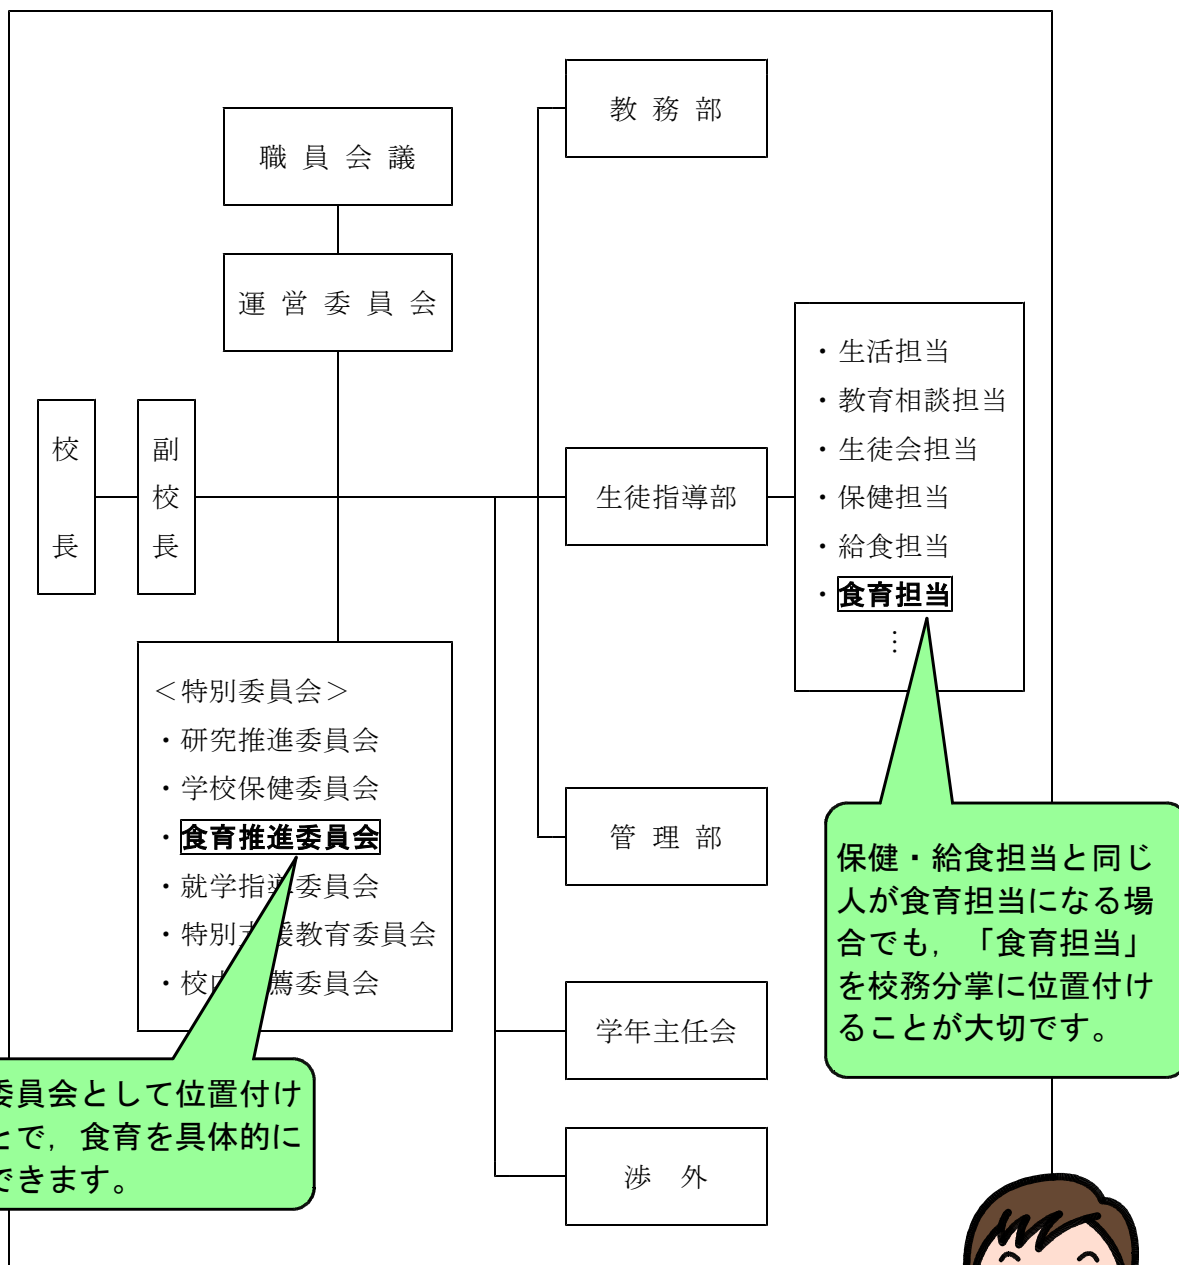 教務部
職員会議
運営委員会
校長
副校長
生徒指導部
・生活担当
・教育相談担当
・生徒会担当
・保健担当
・給食担当
・食育担当
…
＜特別委員会＞
・研究推進委員会
・学校保健委員会
・食育推進委員会
・就学指導委員会
・特別支援教育委員会
・校内 薦委員会
管理部
学年主任会
渉外
保健・給食担当と同じ
人が食育担当になる場
合でも，「食育担当」
を校務分掌に位置付け
ることが大切です。
委員会として位置付け
とで，食育を具体的に
できます。